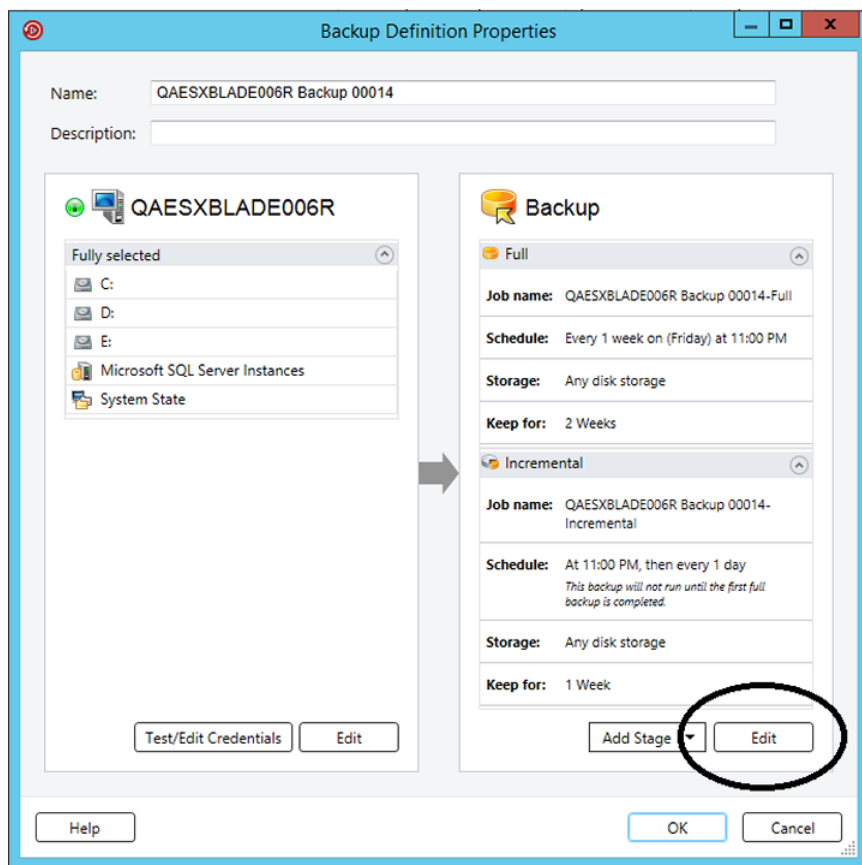 Backup Definition Properties
Name: QAESXBLADE006R Backup 00014
Description:
QAESXBLADE006R
Fully selected
C:
D:
E:
Microsoft SQL Server Instances
System State
Test/Edit Credentials Edit
Backup
Full
Job name: QAESXBLADE006R Backup 00014-Full
Schedule: Every 1 week on (Friday) at 11:00 PM
Storage: Any disk storage
Keep for: 2 Weeks
Incremental
Job name: QAESXBLADE006R Backup 00014-
Incremental
Schedule: At 11:00 PM, then every 1 day
This backup will not run until the first full
backup is completed.
Storage: Any disk storage
Keep for: 1 Week
Add Stage Edit
Help OK Cancel